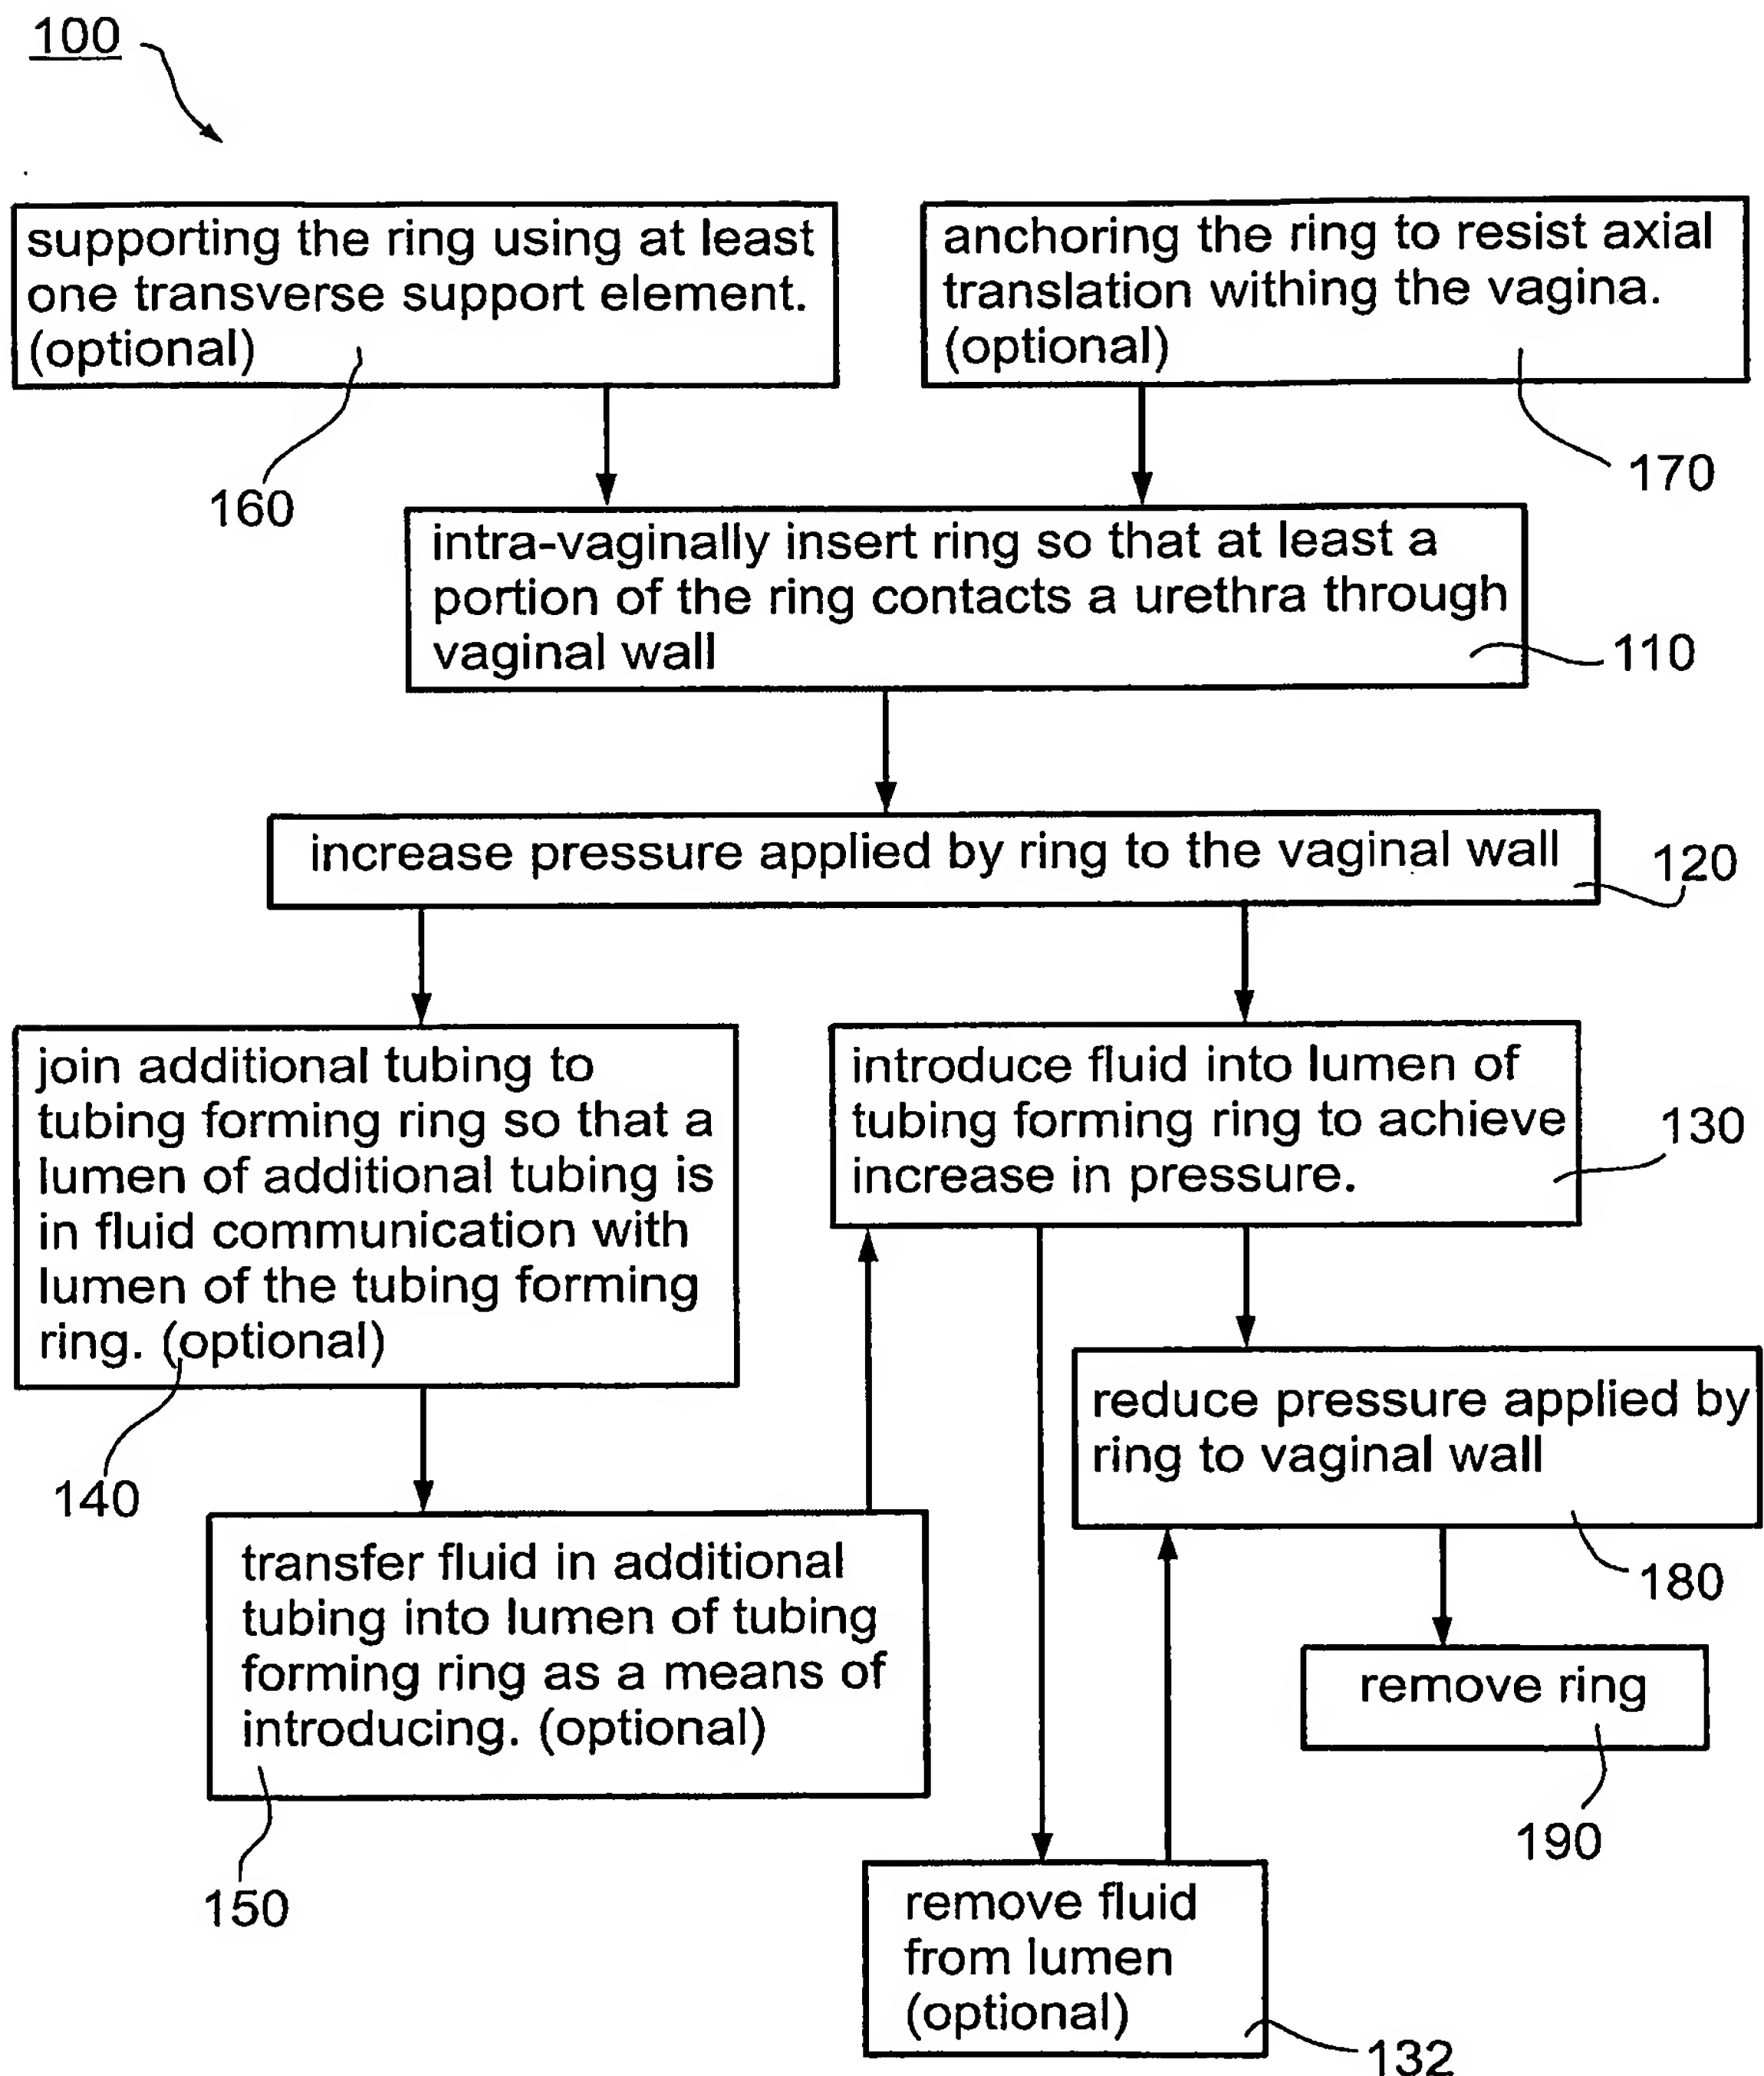 100
supporting the ring using at least
one transverse support element.
(optional)
160
anchoring the ring to resist axial
translation withing the vagina.
(optional)
170
intra-vaginally insert ring so that at least a
portion of the ring contacts a urethra through
vaginal wall
110
increase pressure applied by ring to the vaginal wall
120
join additional tubing to
tubing forming ring so that a
lumen of additional tubing is
in fluid communication with
lumen of the tubing forming
ring. (optional)
140
introduce fluid into lumen of
tubing forming ring to achieve
increase in pressure.
130
transfer fluid in additional
tubing into lumen of tubing
forming ring as a means of
introducing. (optional)
150
reduce pressure applied by
ring to vaginal wall
180
remove ring
190
remove fluid
from lumen
(optional)
132